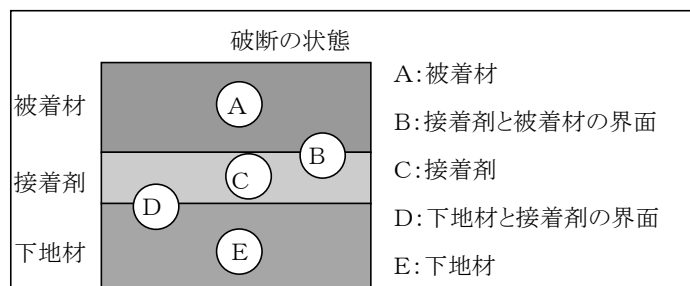 破断の状態
被着材
接着剤
下地材
A
B
C
D
E
A:被着材
B:接着剤と被着材の界面
C:接着剤
D:下地材と接着剤の界面
E:下地材